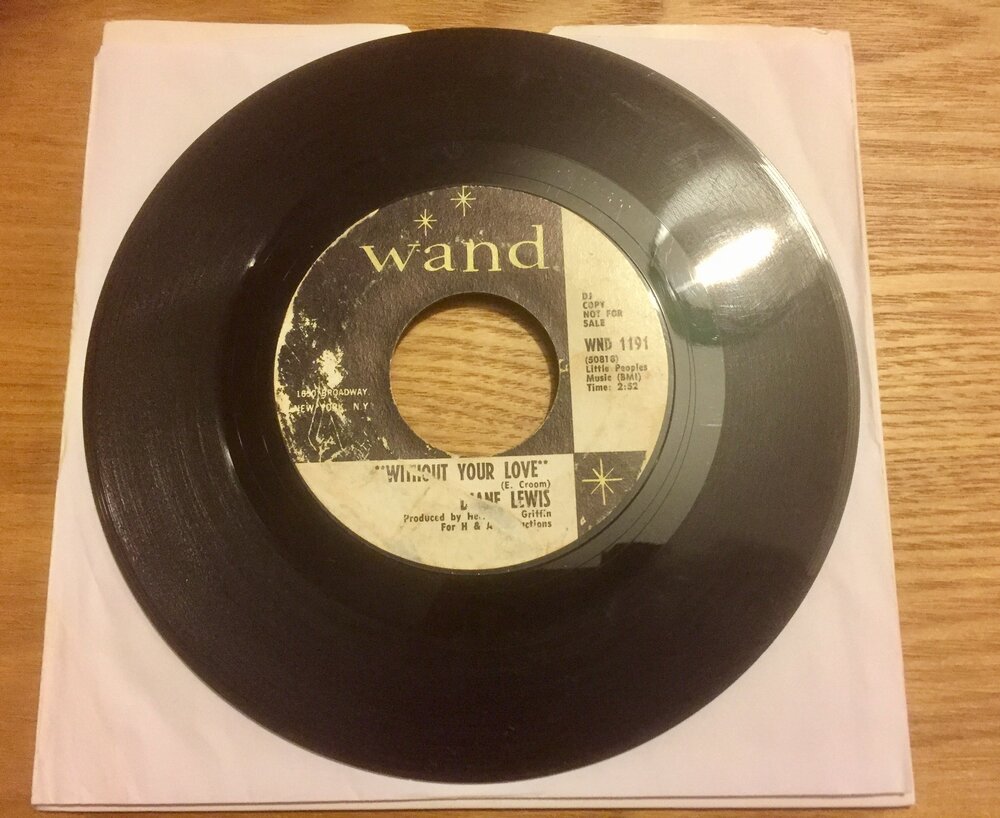 wand
DJ
COPY
NOT FOR
SALE
WND 1191
(50818)
Little Peoples
Music (BMI)
Time: 2:52
BROADWAY
NEW YORK, N.Y.
"WITHOUT YOUR LOVE"
(E. Croom)
DIANE LEWIS
Produced by Griffin
For H &